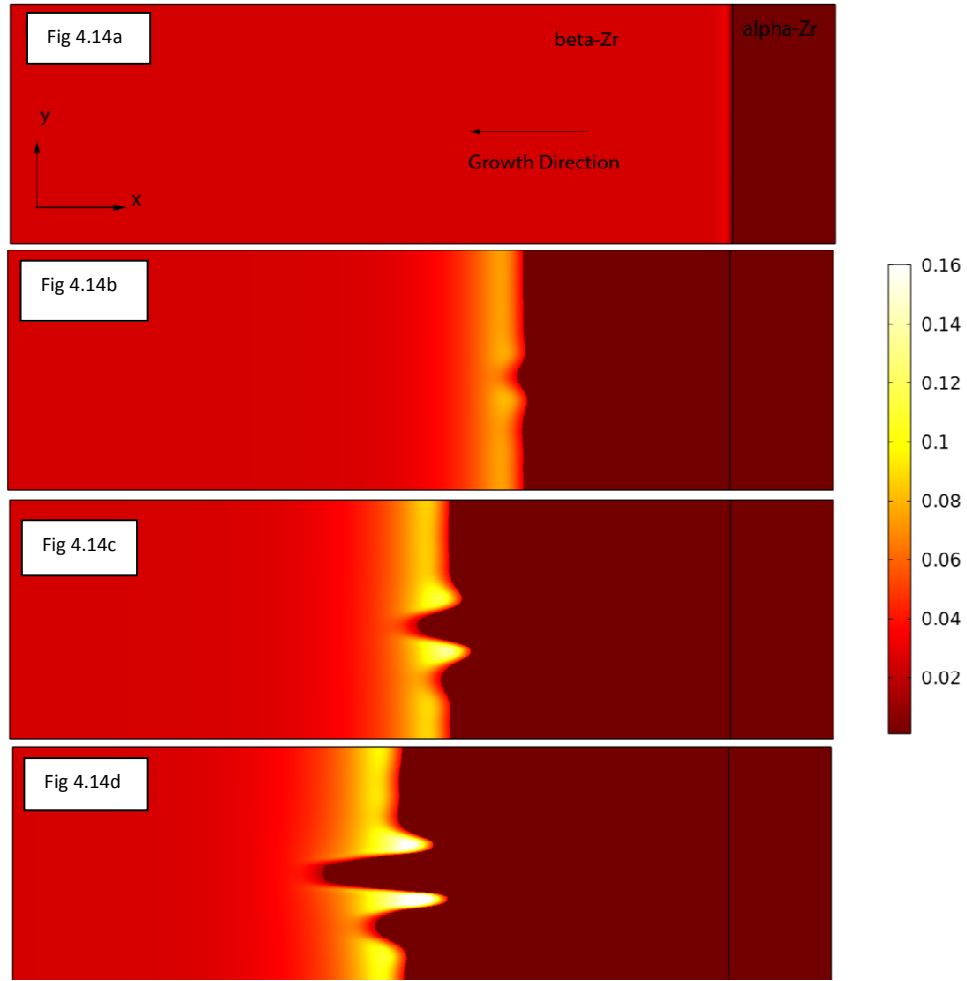 Fig 4.14a
beta-Zr
alpha-Zr
y
Growth Direction
x
Fig 4.14b
0.16
0.14
0.12
0.1
0.08
0.06
0.04
0.02
Fig 4.14c
Fig 4.14d